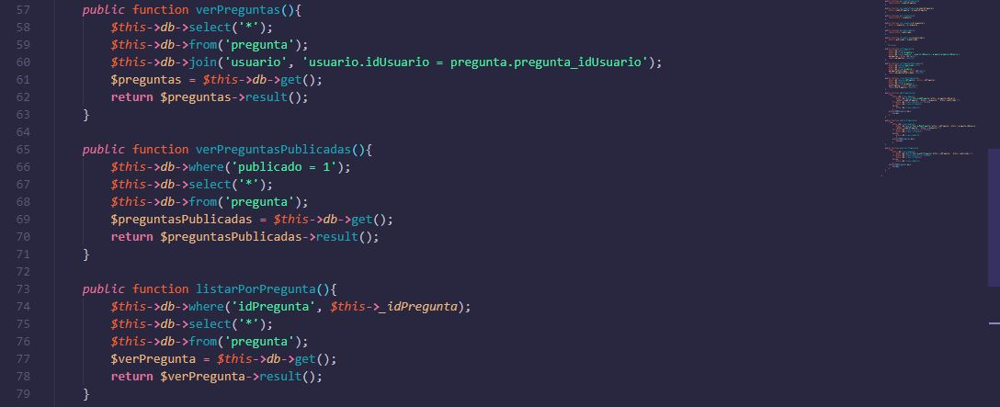 57 public function verPreguntas(){
58 $this->db->select('*');
59 $this->db->from('pregunta');
60 $this->db->join('usuario', 'usuario.idUsuario = pregunta.pregunta_idUsuario');
61 $preguntas = $this->db->get();
62 return $preguntas->result();
63 }
64
65 public function verPreguntasPublicadas(){
66 $this->db->where('publicado = 1');
67 $this->db->select('*');
68 $this->db->from('pregunta');
69 $preguntasPublicadas = $this->db->get();
70 return $preguntasPublicadas->result();
71 }
72
73 public function listarPorPregunta(){
74 $this->db->where('idPregunta', $this->_idPregunta);
75 $this->db->select('*');
76 $this->db->from('pregunta');
77 $verPregunta = $this->db->get();
78 return $verPregunta->result();
79 }